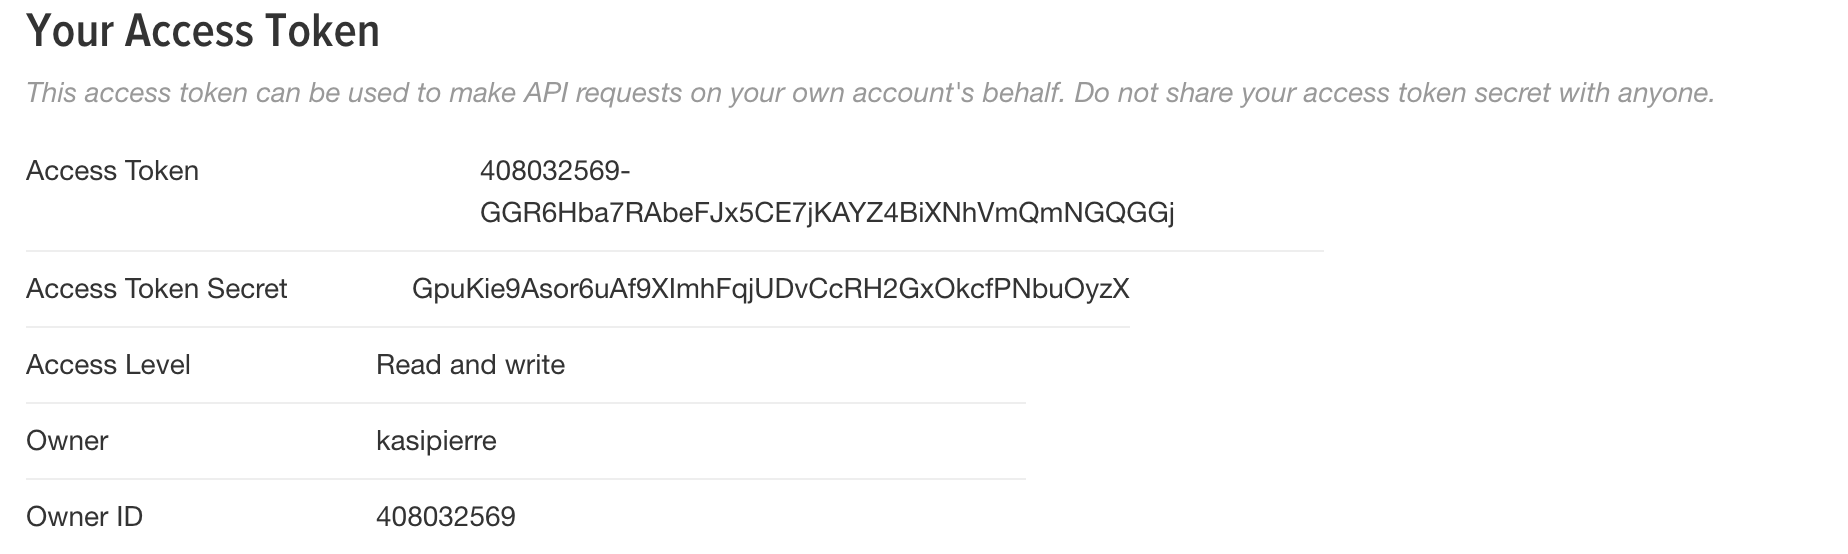 Your Access Token
This access token can be used to make API requests on your own account's behalf. Do not share your access token secret with anyone.
Access Token 408032569-
GGR6Hba7RAbeFJx5CE7jKAYZ4BiXNhVmQmNGQGGj
Access Token Secret GpuKie9Asor6uAf9XImhFqjUDvCcRH2GxOkcfPNbuOyzX
Access Level Read and write
Owner kasipierre
Owner ID 408032569